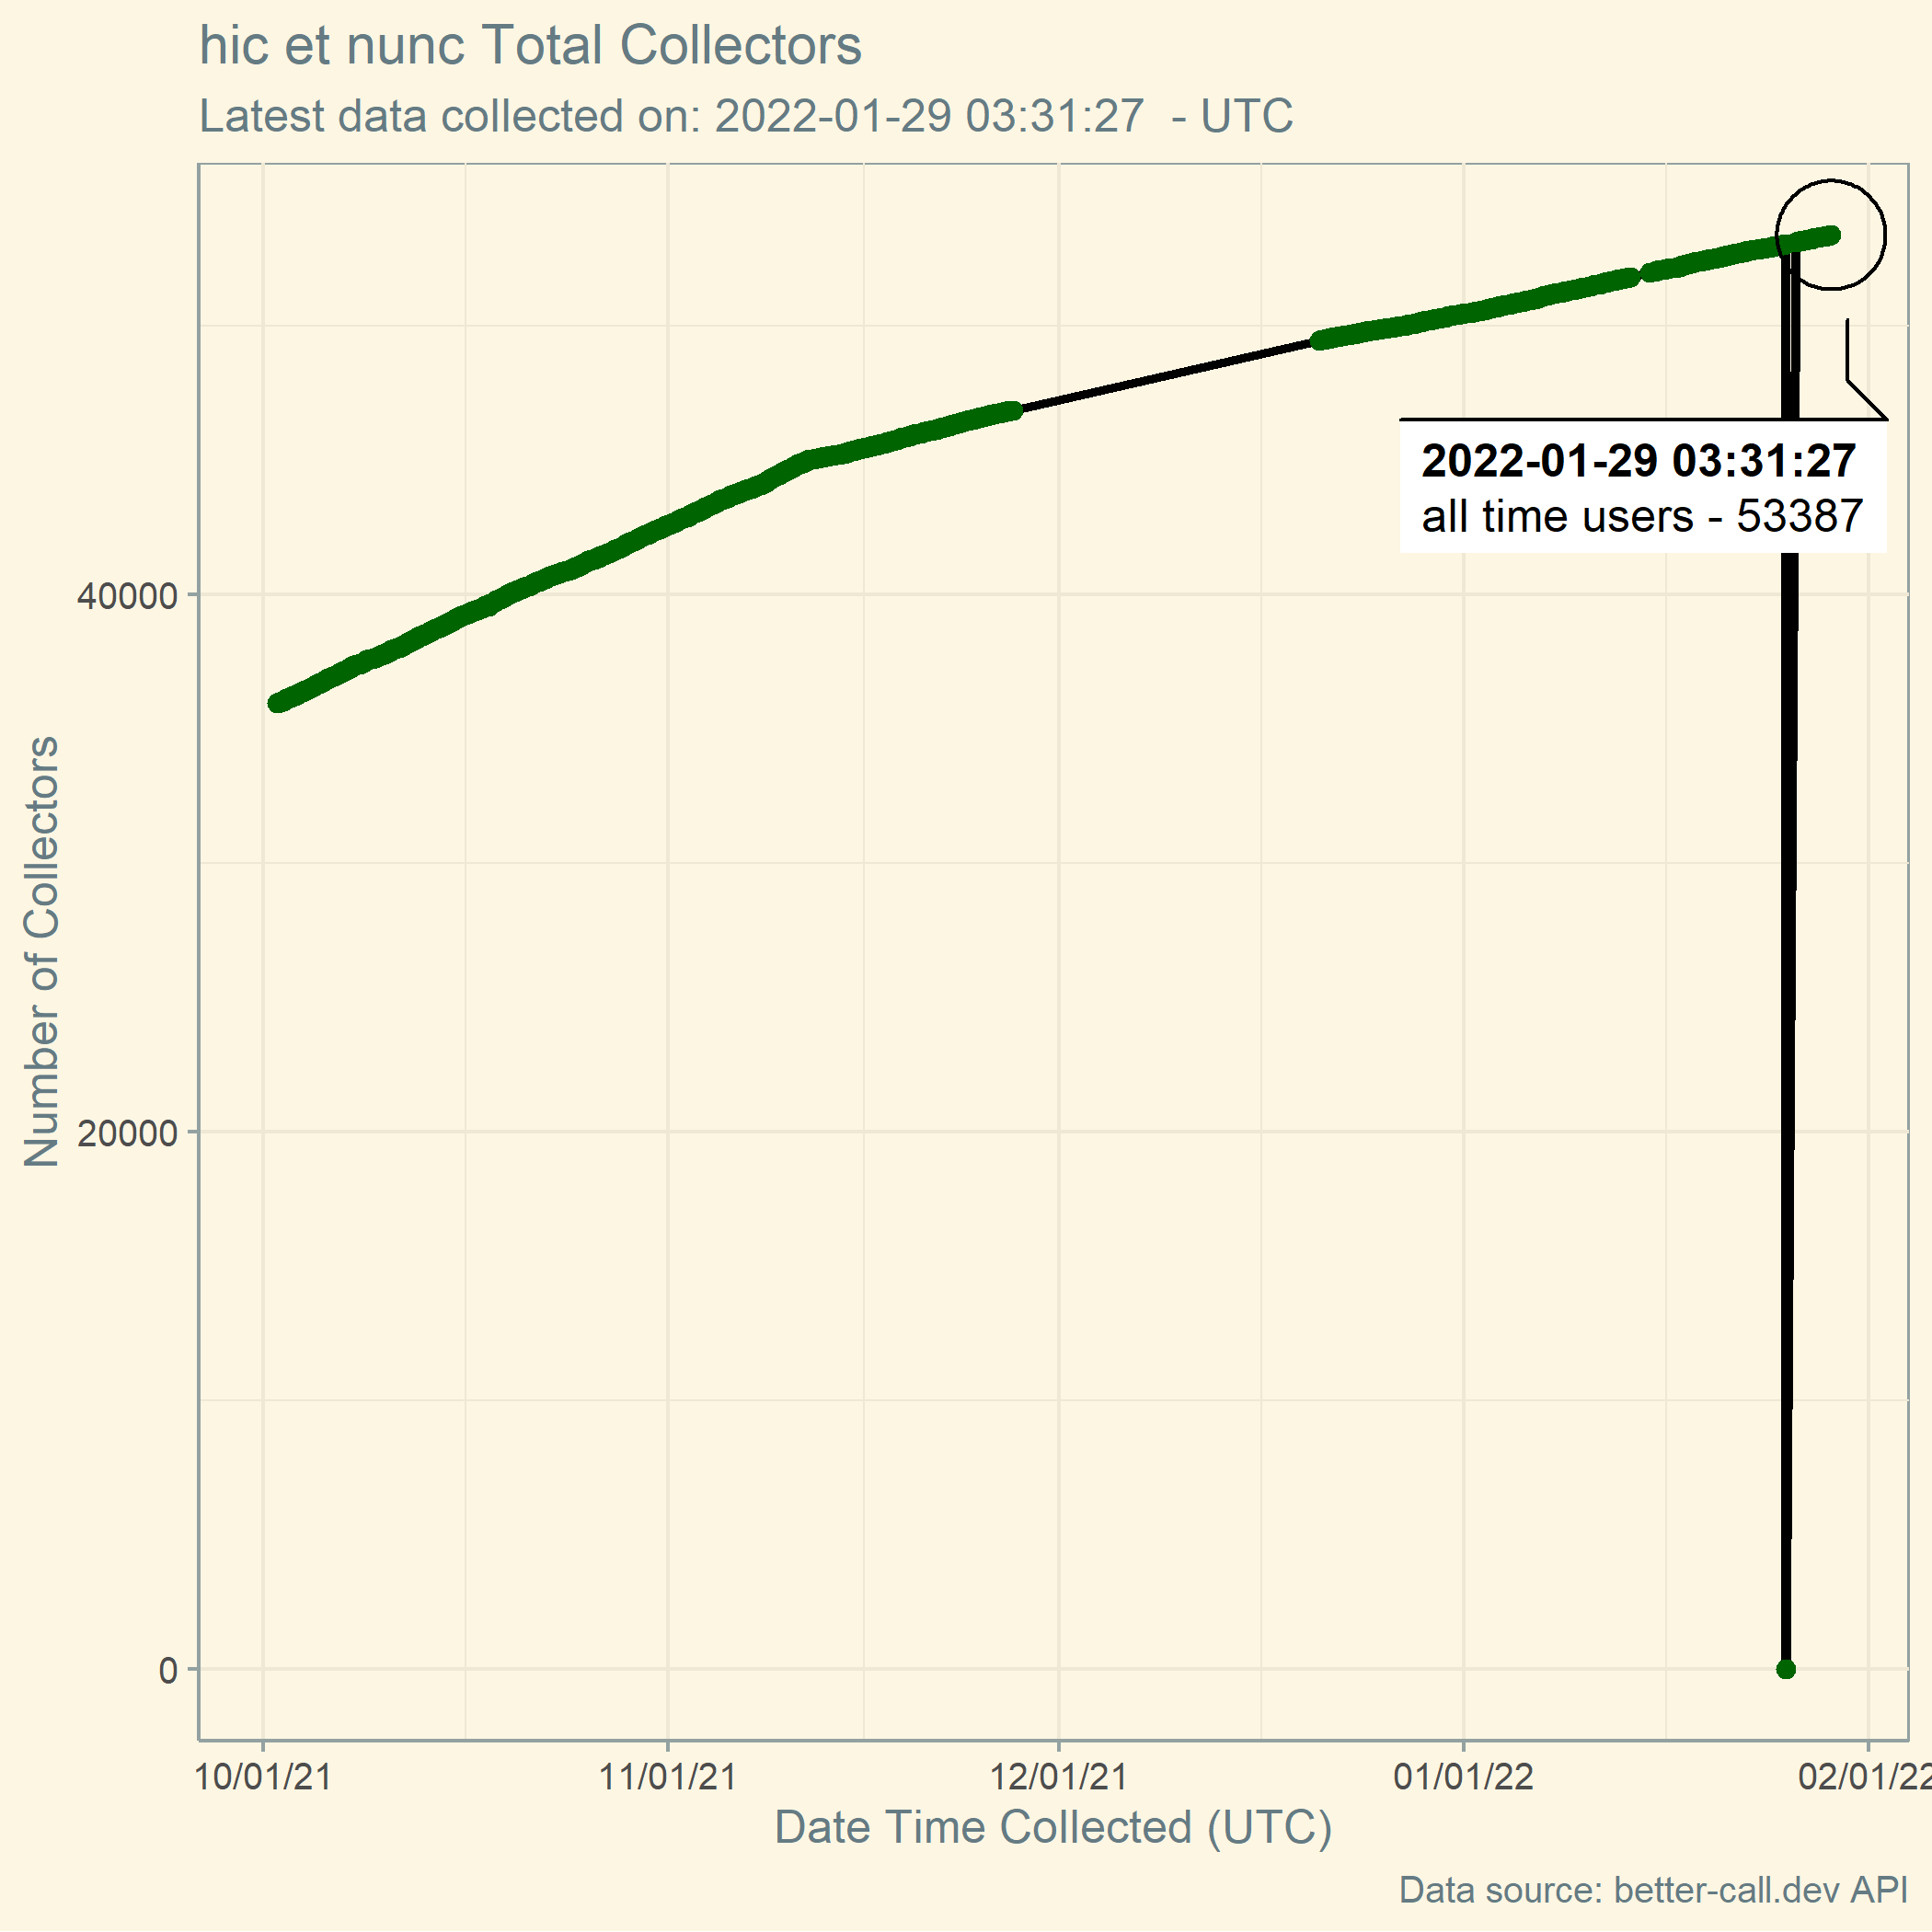 hic et nunc Total Collectors
Latest data collected on: 2022-01-29 03:31:27  - UTC
2022-01-29 03:31:27
all time users - 53387
Number of Collectors
40000
20000
0
10/01/21 11/01/21 12/01/21 01/01/22 02/01/22
Date Time Collected (UTC)
Data source: better-call.dev API